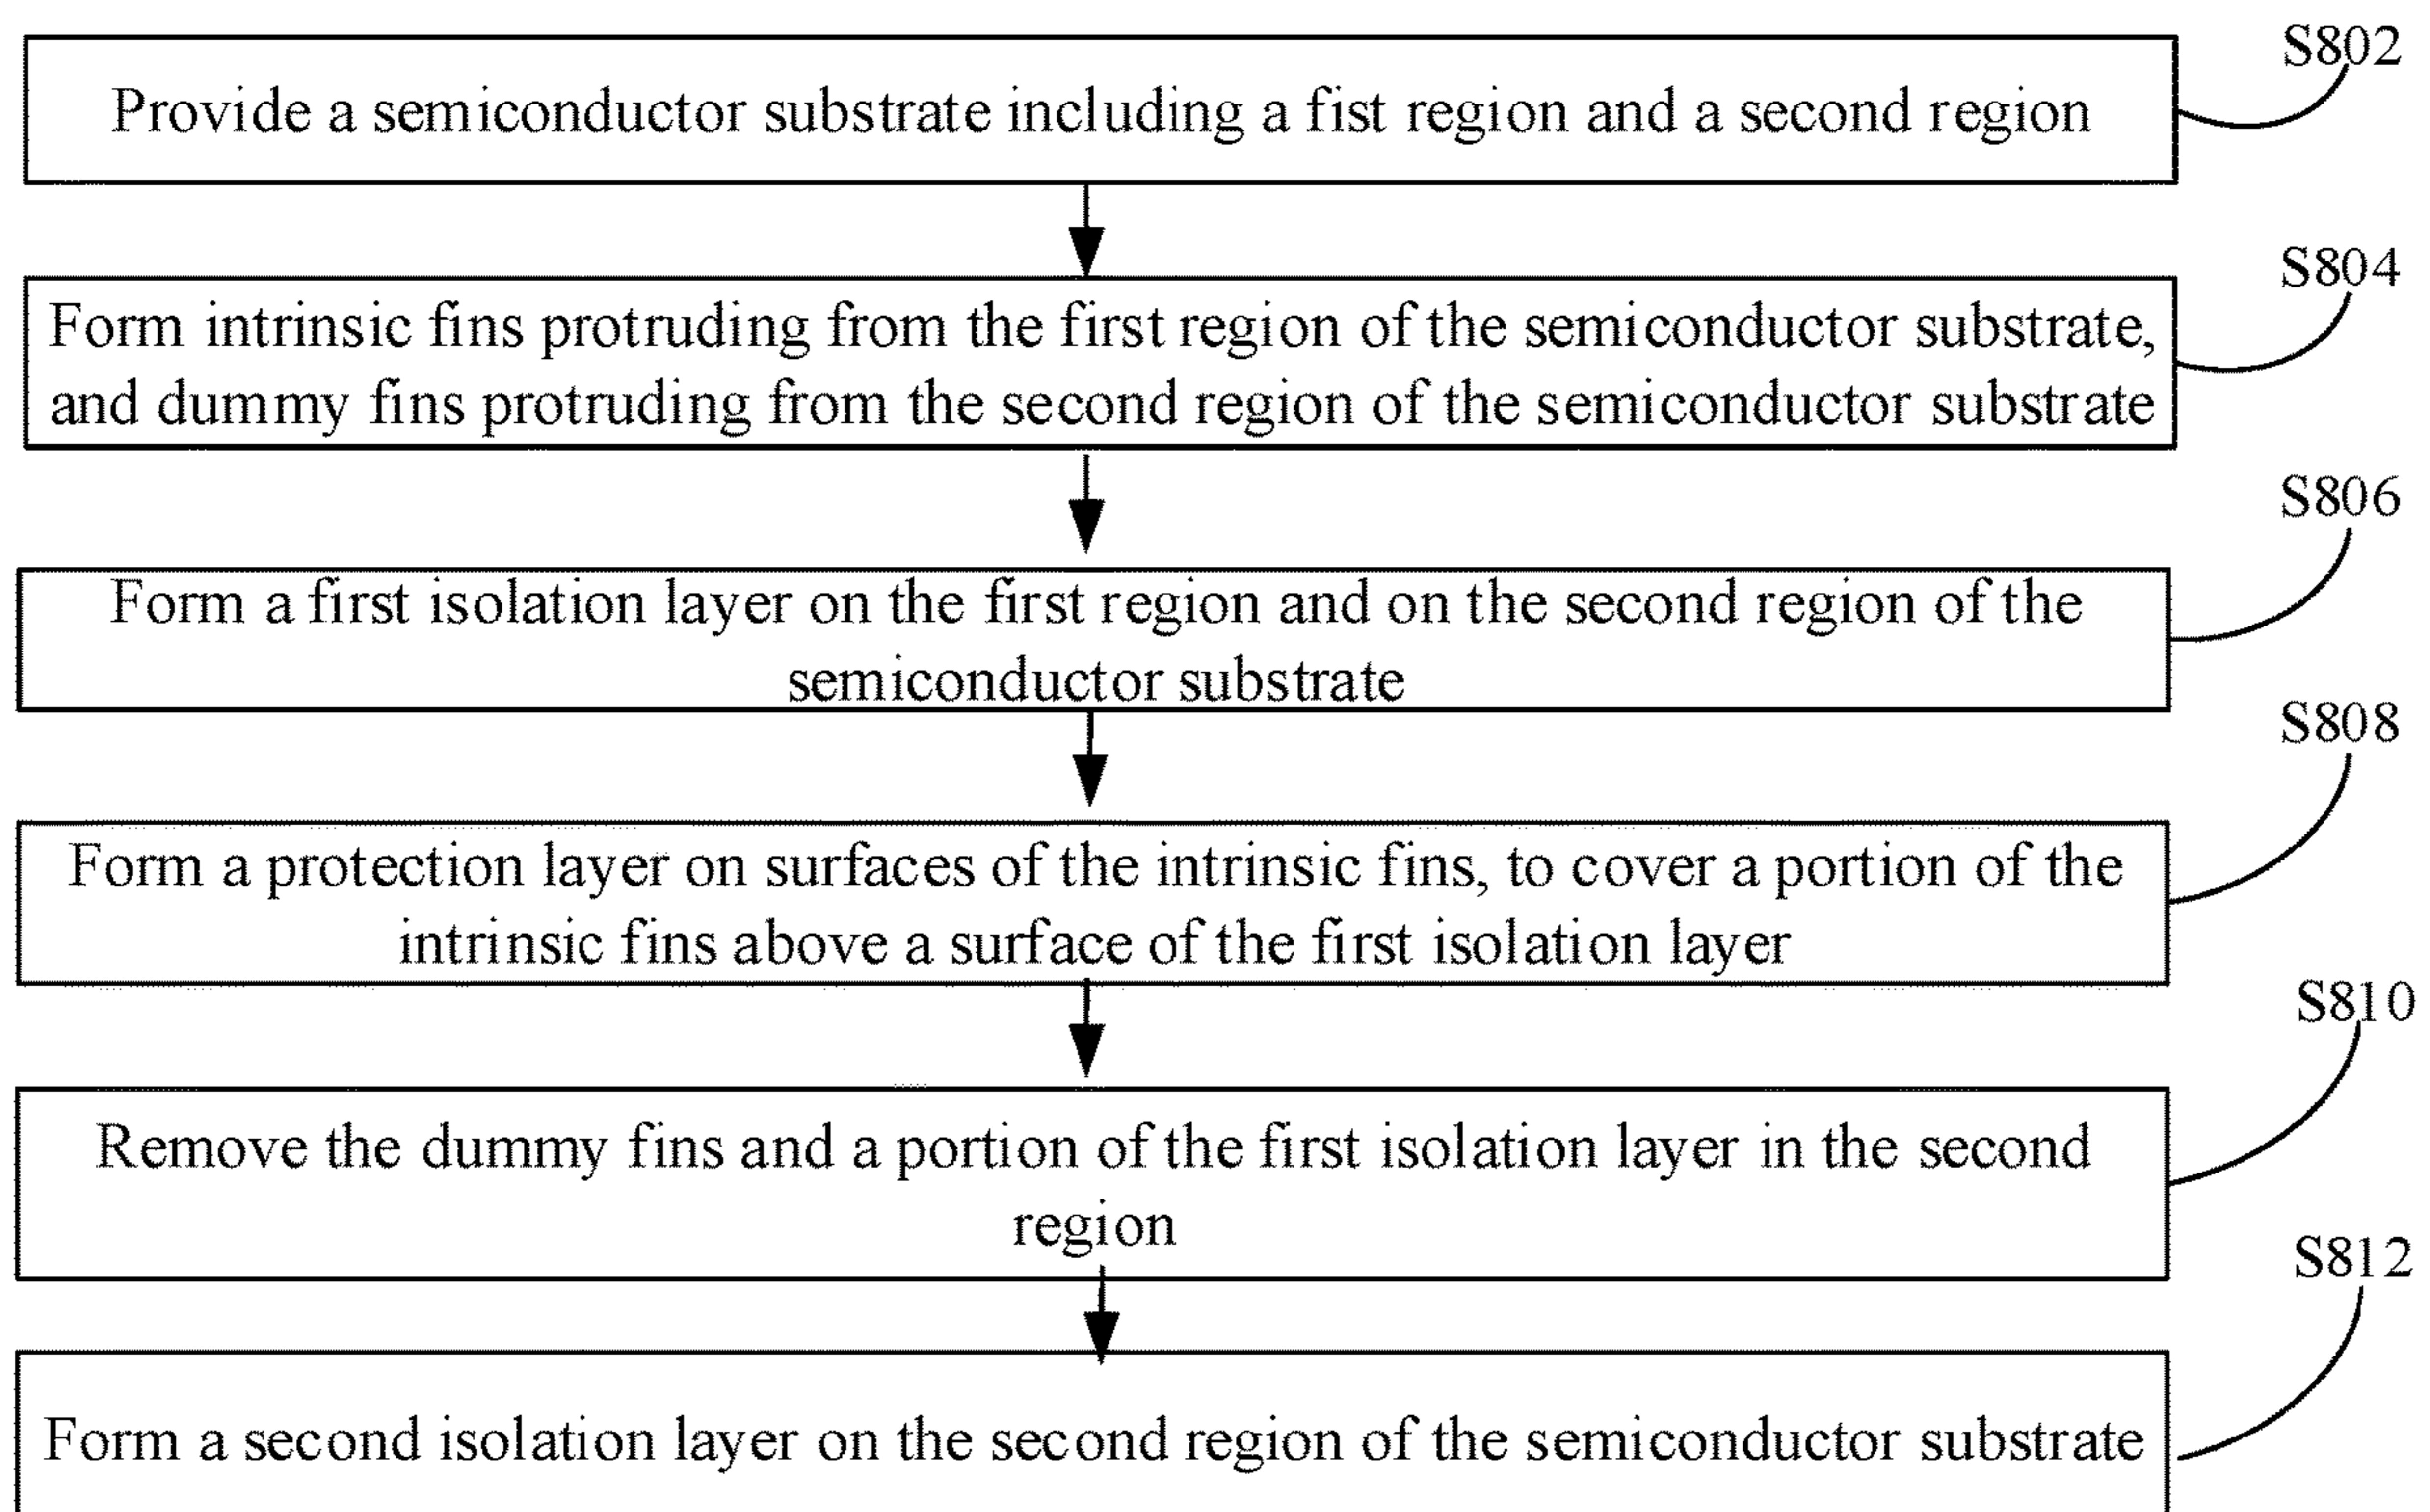 S802
Provide a semiconductor substrate including a fist region and a second region
S804
Form intrinsic fins protruding from the first region of the semiconductor substrate,
and dummy fins protruding from the second region of the semiconductor substrate
S806
Form a first isolation layer on the first region and on the second region of the
semiconductor substrate
S808
Form a protection layer on surfaces of the intrinsic fins, to cover a portion of the
intrinsic fins above a surface of the first isolation layer
S810
Remove the dummy fins and a portion of the first isolation layer in the second
region
S812
Form a second isolation layer on the second region of the semiconductor substrate